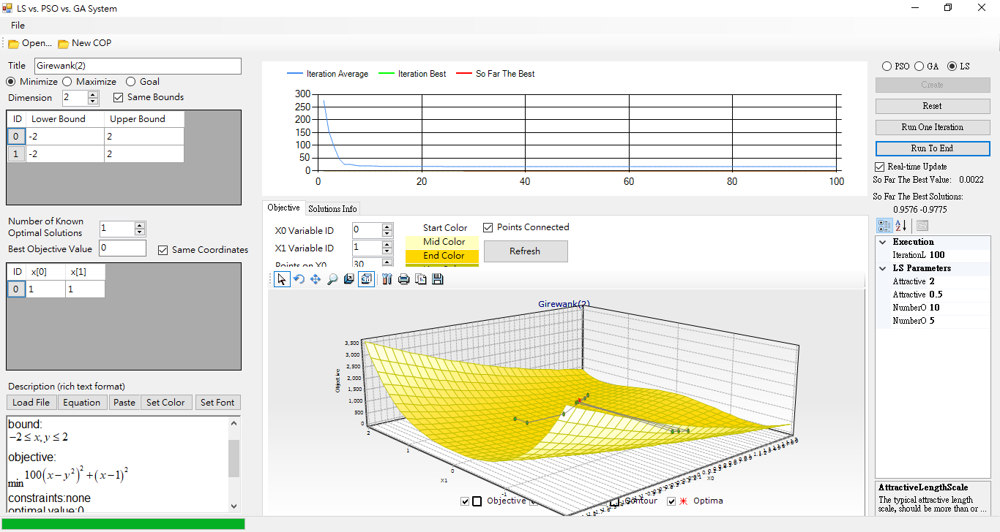 LS vs. PSO vs. GA System
File
Open... New COP
Title Girewank(2)
Minimize Maximize Goal
Dimension 2 Same Bounds
ID Lower Bound Upper Bound
0 -2 2
1 -2 2
Number of Known
Optimal Solutions 1
Best Objective Value 0 Same Coordinates
ID x[0] x[1]
0 1 1
Description (rich text format)
Load File Equation Paste Set Color Set Font
bound:
−2 ≤ x, y ≤ 2
objective:
min 100(x−y²)²+(x−1)²
constraints:none
optimal value:0
Iteration Average Iteration Best So Far The Best
300
250
200
150
100
50
0
0 20 40 60 80 100
Objective Solutions Info
X0 Variable ID 0
X1 Variable ID 1
Points on X0 30
Start Color
Mid Color
End Color
Points Connected
Refresh
Girewank(2)
3,500
3,000
2,500
2,000
1,500
1,000
500
0
Objective
2
1
0
-1
X1
X0
Objective Contour Optima
PSO GA LS
Create
Reset
Run One Iteration
Run To End
Real-time Update
So Far The Best Value: 0.0022
So Far The Best Solutions:
0.9576 -0.9775
Execution
IterationL 100
LS Parameters
Attractive 2
Attractive 0.5
NumberO 10
NumberO 5
AttractiveLengthScale
The typical attractive length
scale, should be more than or ...